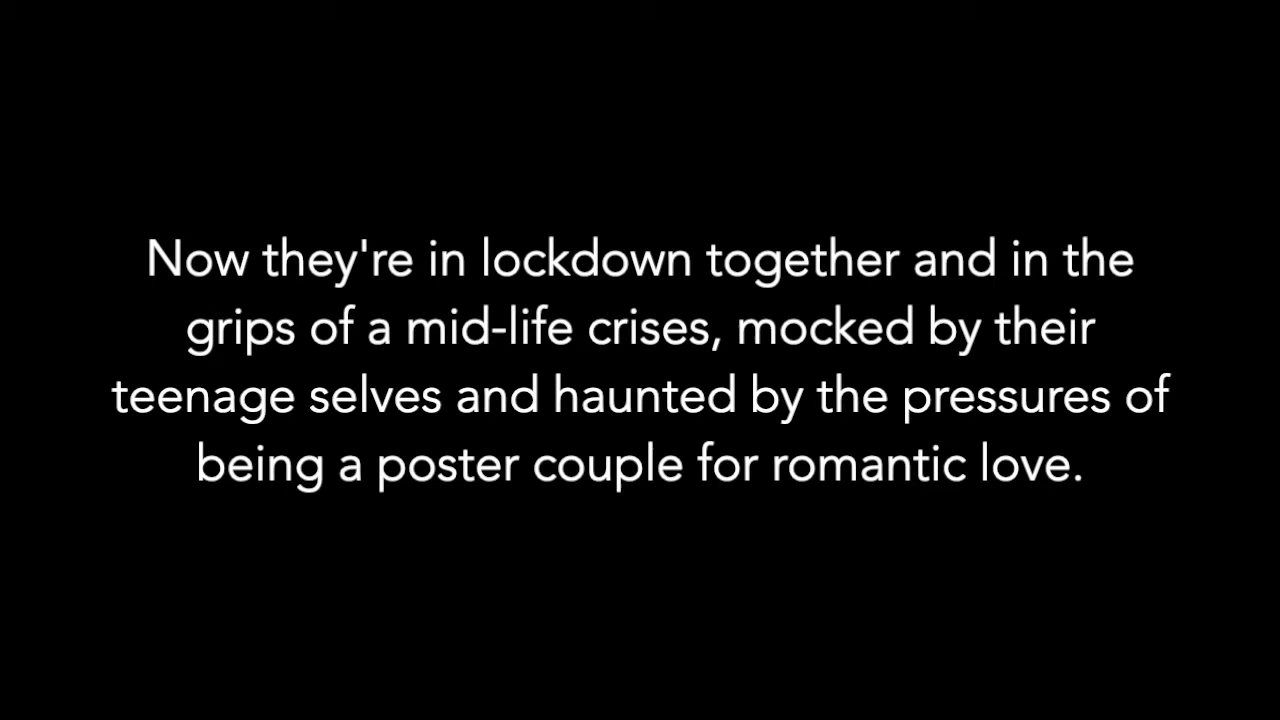 Now they're in lockdown together and in the
grips of a mid-life crises, mocked by their
teenage selves and haunted by the pressures of
being a poster couple for romantic love.